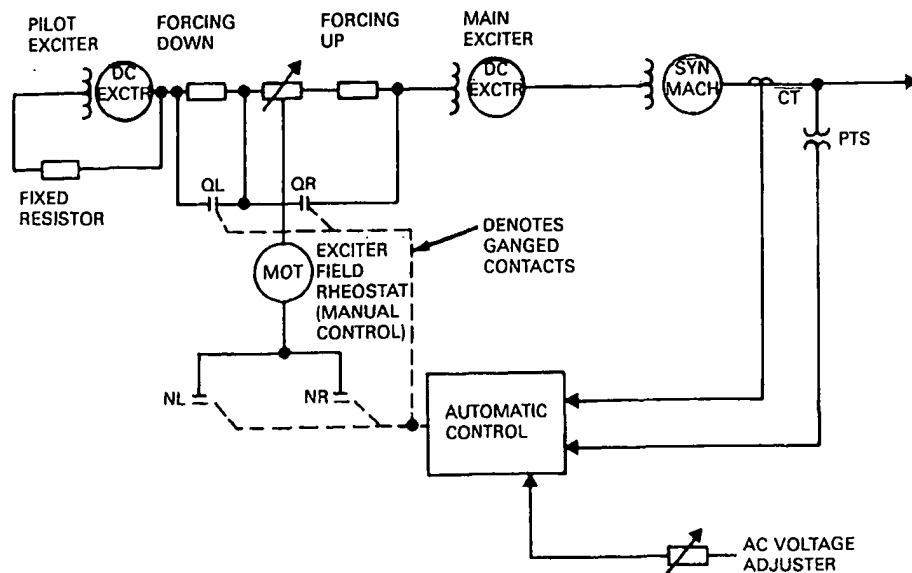 PILOT
EXCITER
FORCING
DOWN
FORCING
UP
MAIN
EXCITER
DC
EXCTR
DC
EXCTR
SYN
MACH
CT
PTS
FIXED
RESISTOR
QL
QR
DENOTES
GANGED
CONTACTS
MOT
EXCITER
FIELD
RHEOSTAT
(MANUAL
CONTROL)
NL
NR
AUTOMATIC
CONTROL
AC VOLTAGE
ADJUSTER